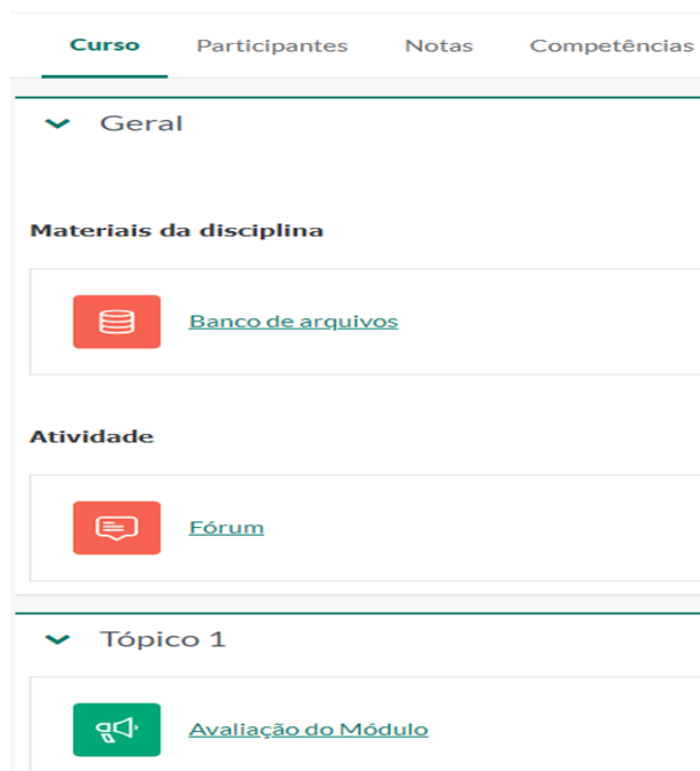 Curso Participantes Notas Competências
Geral
Materiais da disciplina
Banco de arquivos
Atividade
Fórum
Tópico 1
Avaliação do Módulo